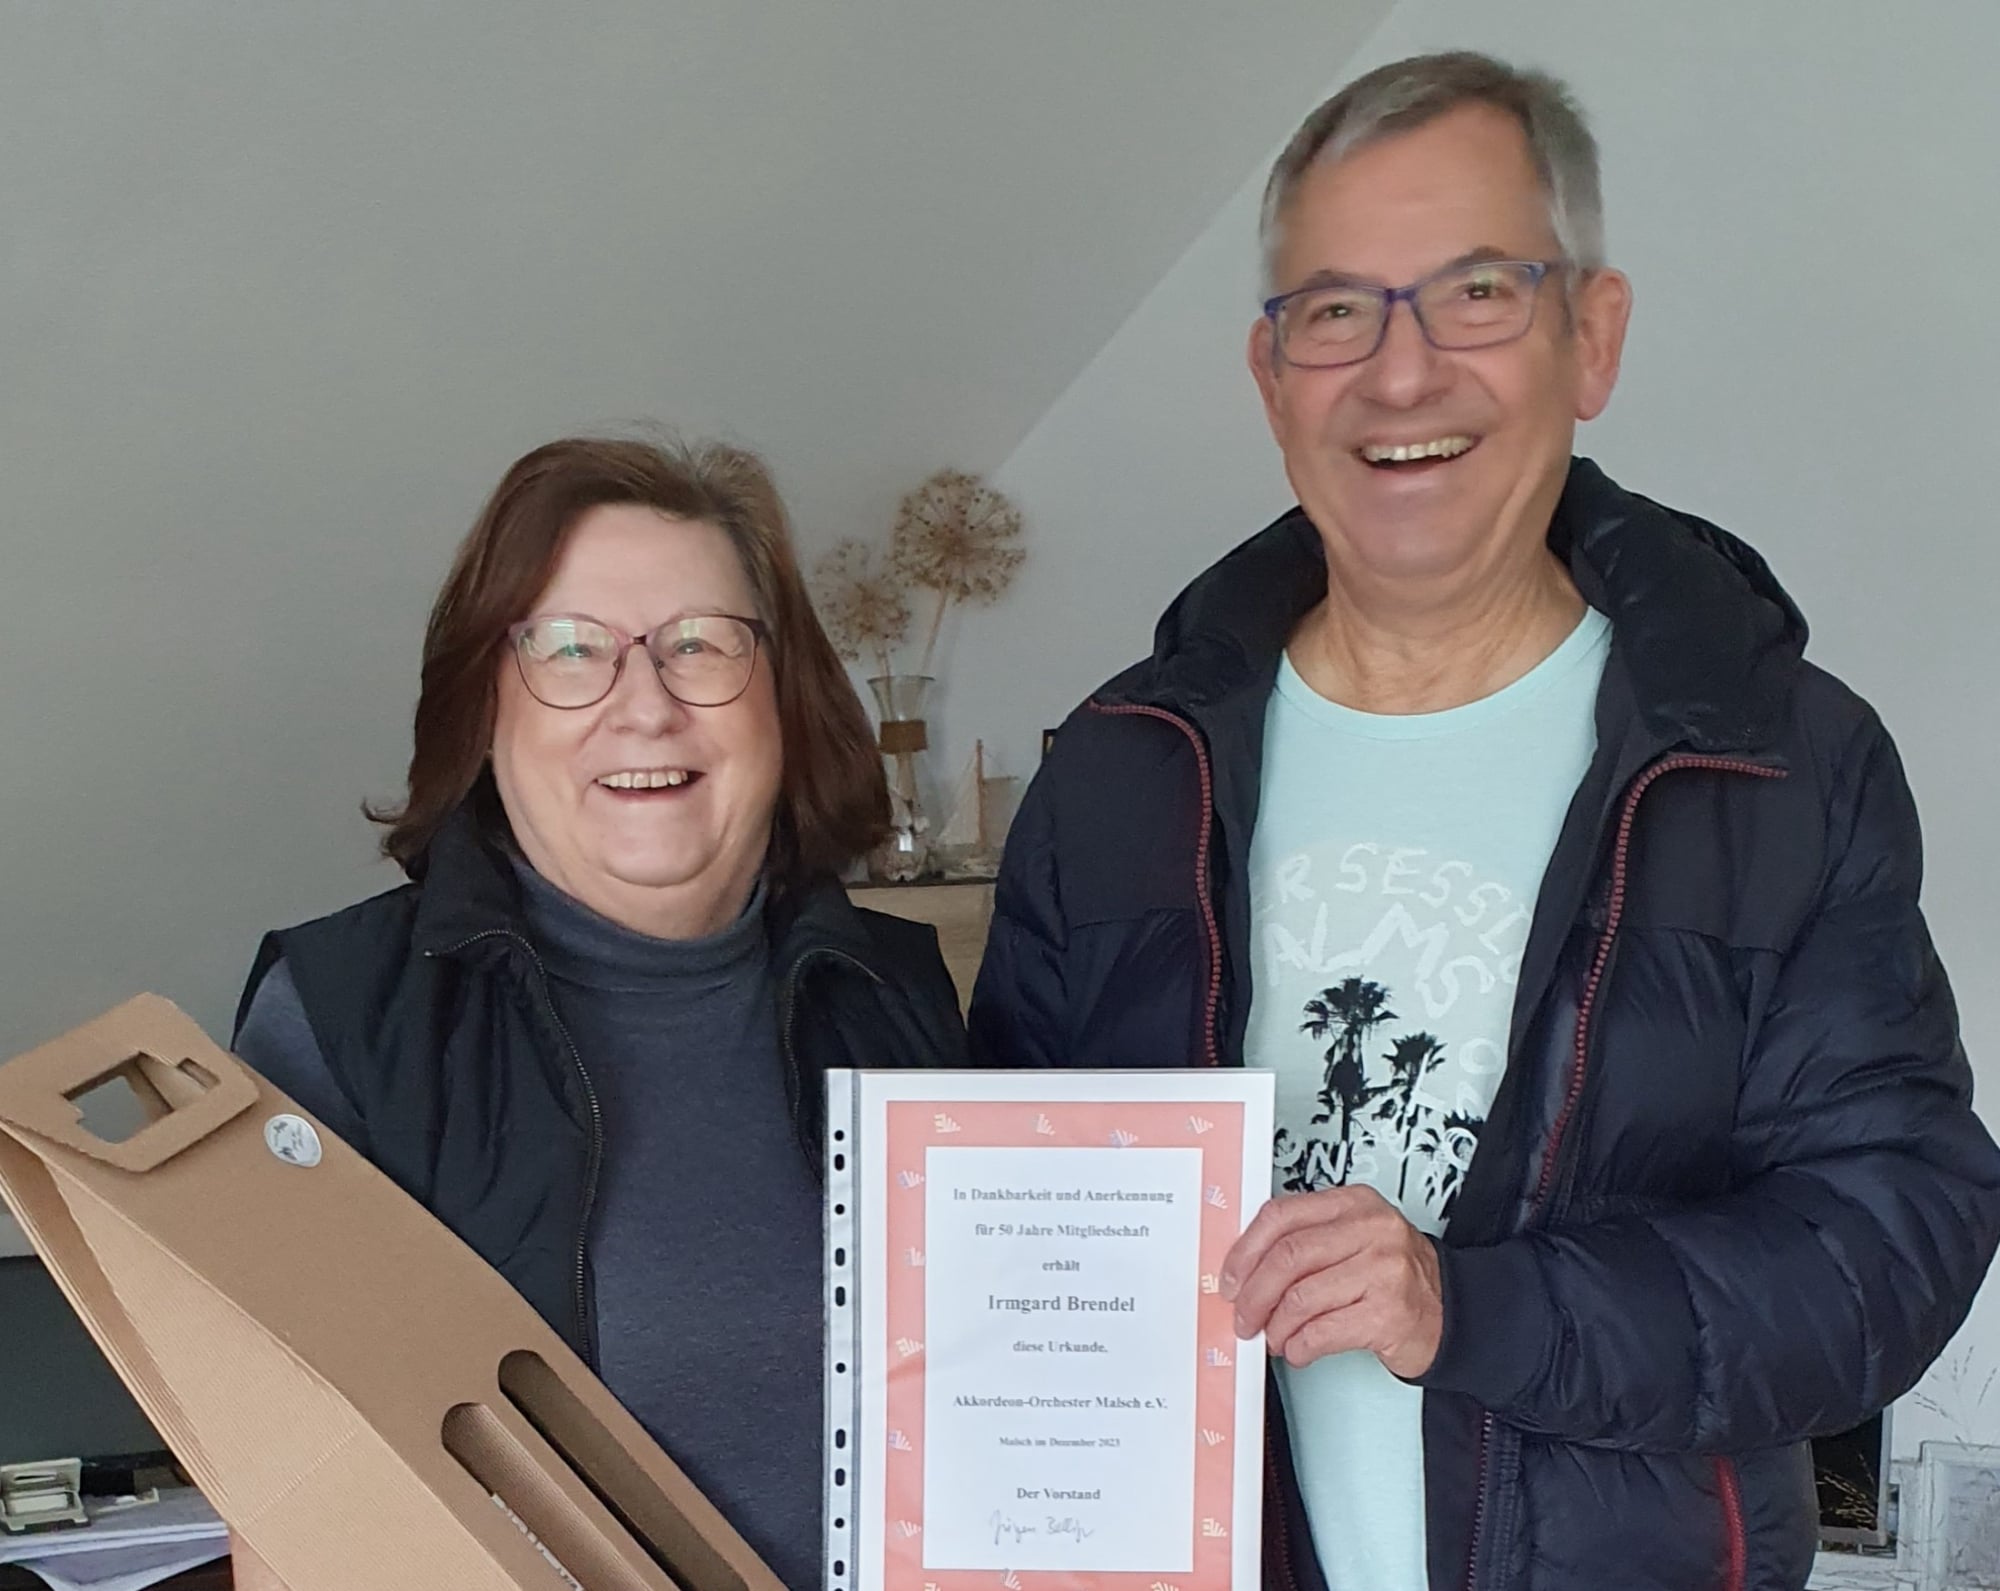 In Dankbarkeit und Anerkennung
für 50 Jahre Mitgliedschaft
erhält
Irmgard Brendel
diese Urkunde.
Akkordeon-Orchester Malsch e.V.
Malsch im Dezember 2023
Der Vorstand